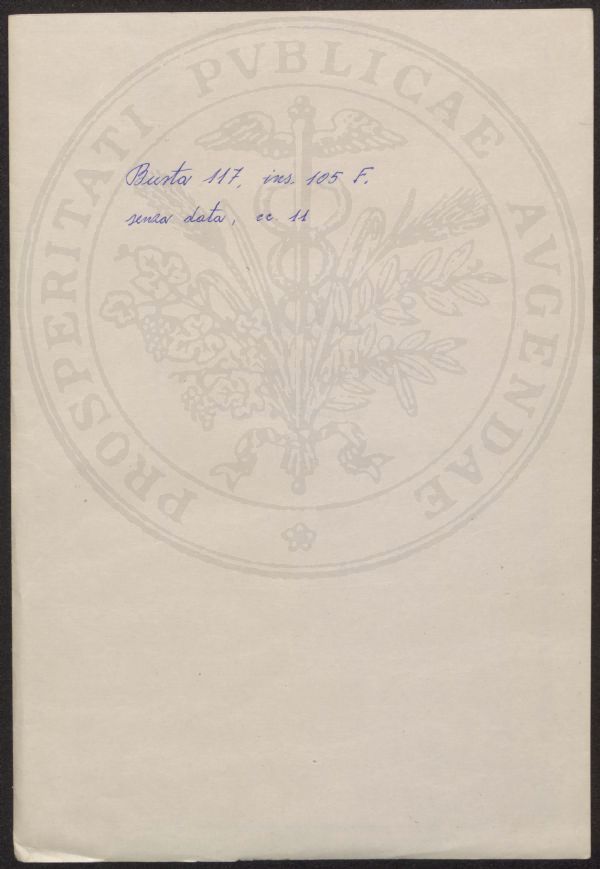 PROSPERITATI PVBLICAE AVGENDAE
Busta 117, ins. 105 F.
senza data, cc. 11